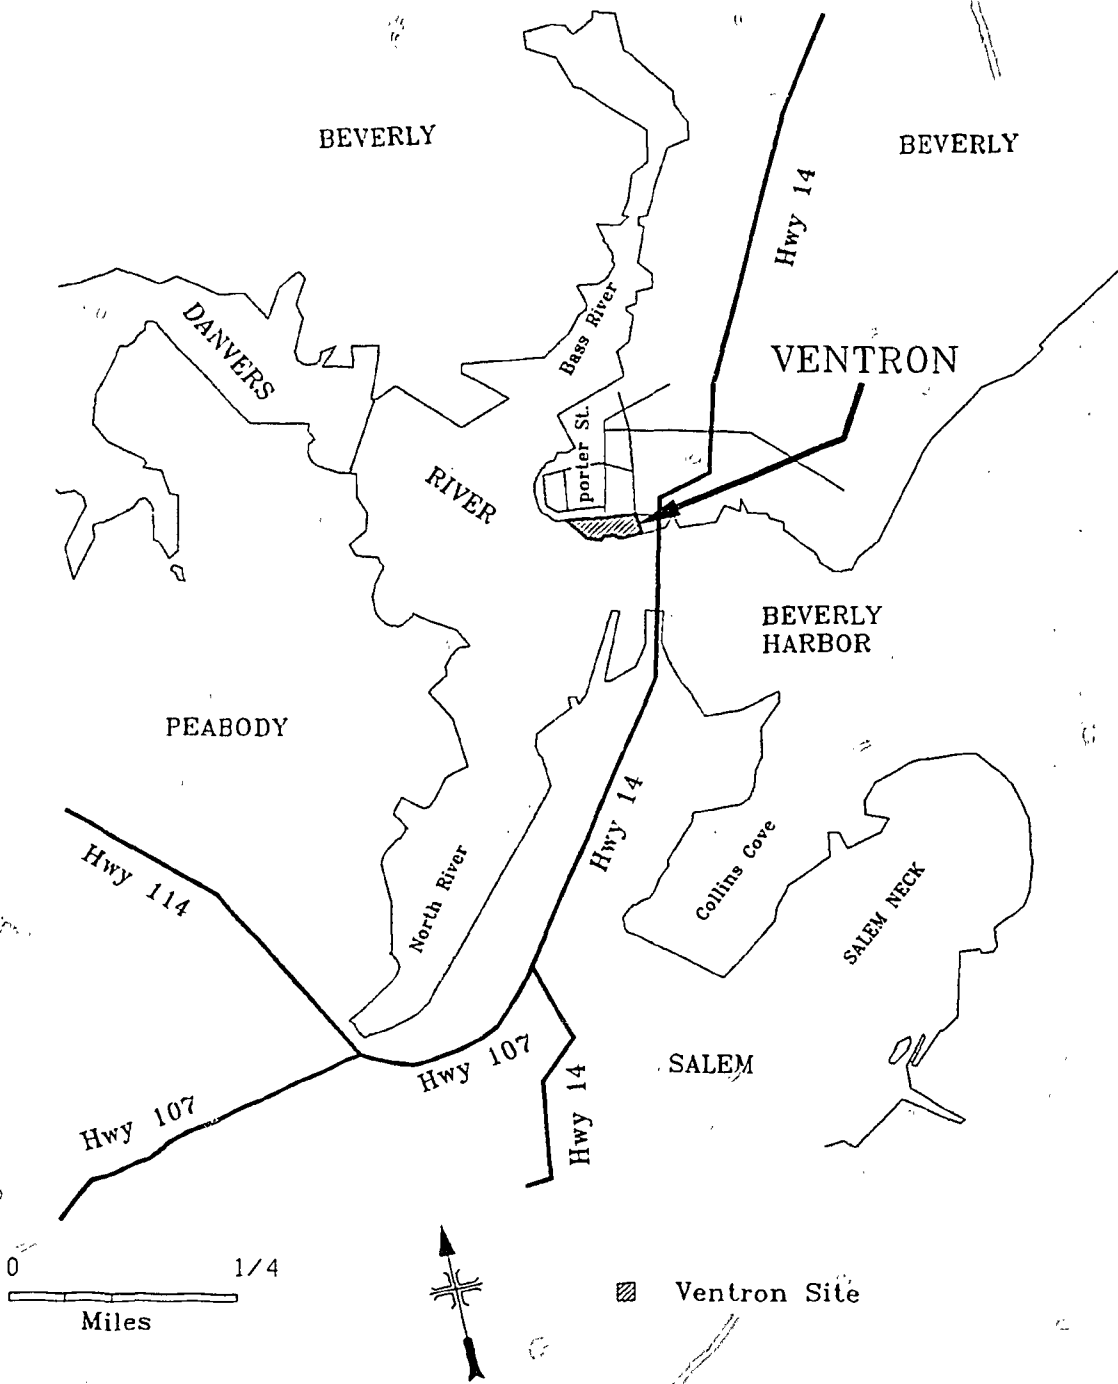 BEVERLY
BEVERLY
Hwy 14
Bass River
DANVERS
VENTRON
porter St.
RIVER
BEVERLY
HARBOR
PEABODY
Hwy 14
Collins Cove
Hwy 114
North River
SALEM NECK
Hwy 107
SALEM
Hwy 107
Hwy 14
0 1/4
Miles
Ventron Site